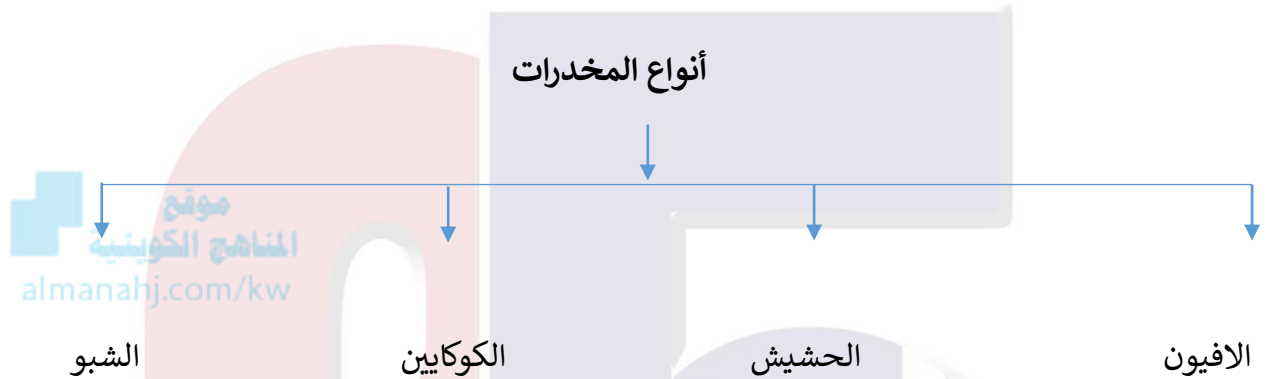 أنواع المخدرات
موقع
المناهج الكويتية
almanahj.com/kw
الافيون الحشيش الكوكايين الشبو